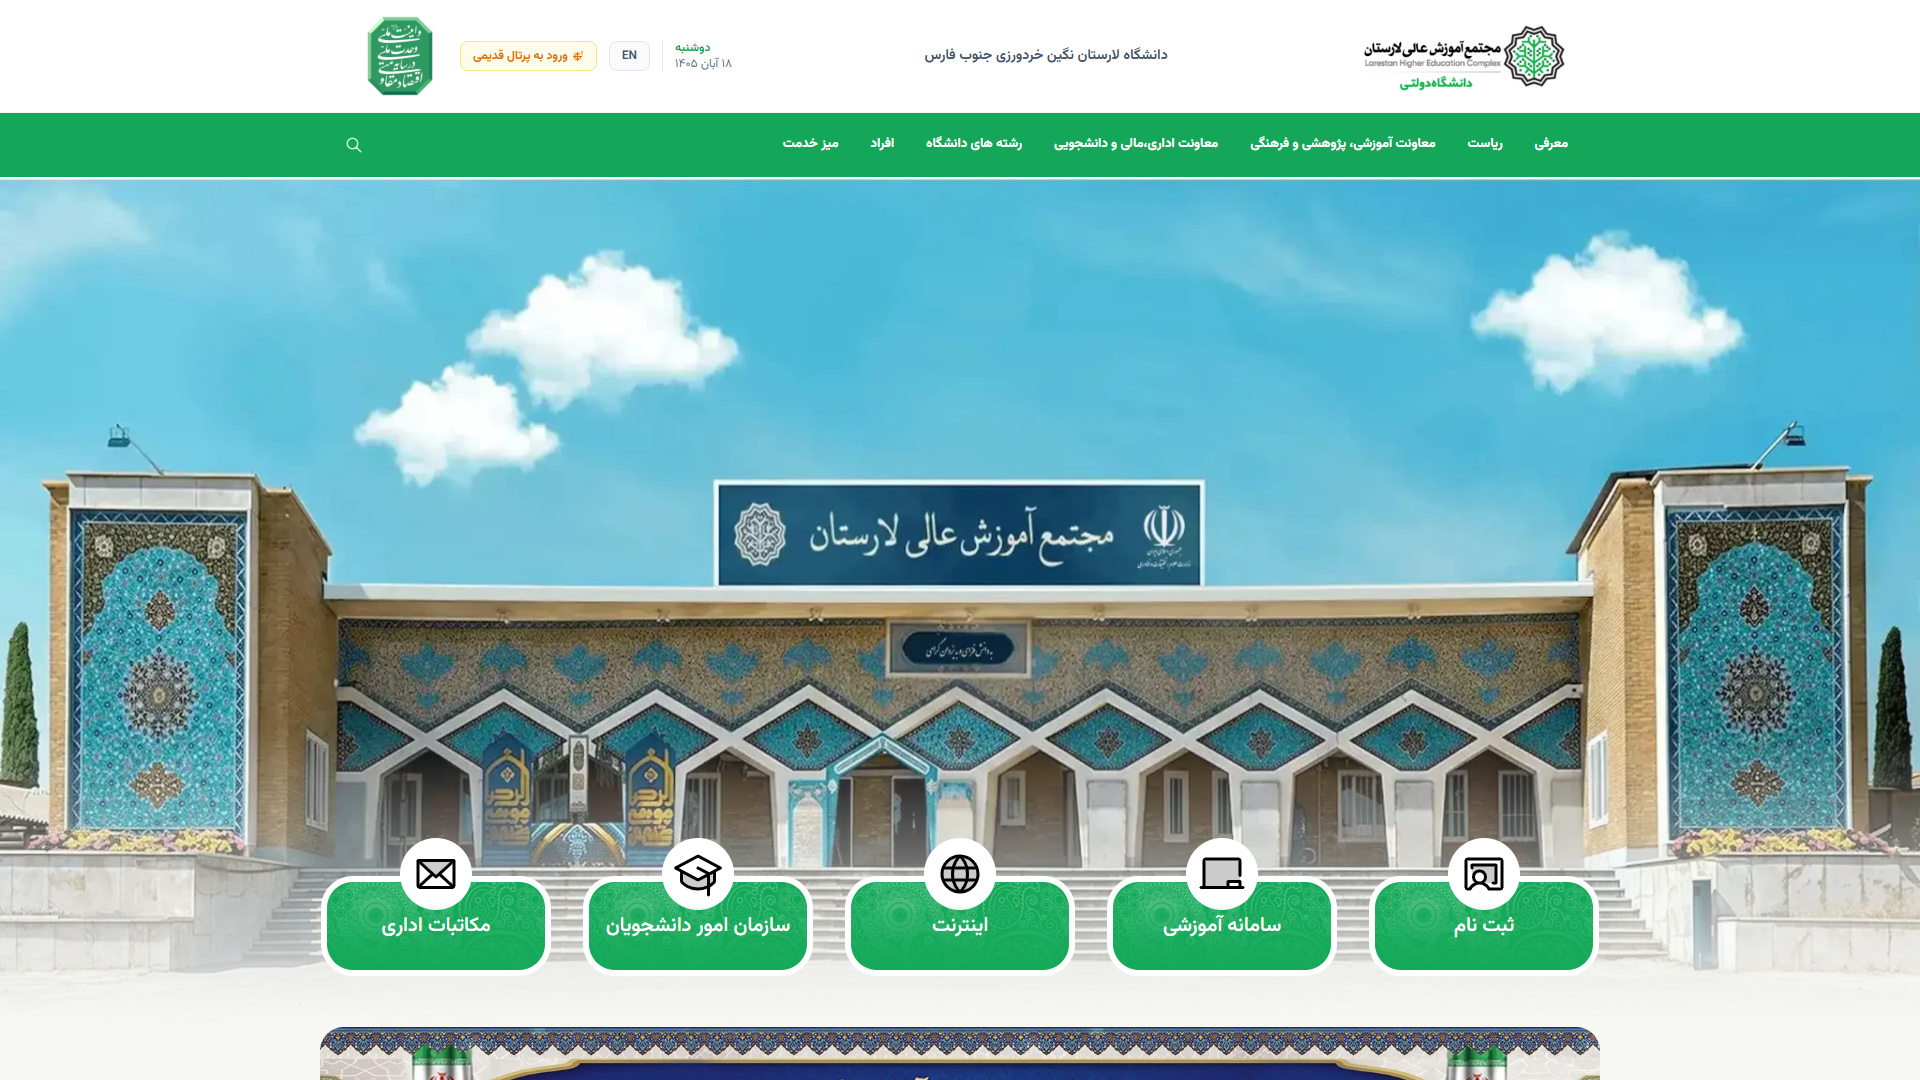 مجتمع آموزش عالی لارستان
Larestan Higher Education Complex
دانشگاه دولتی
دانشگاه لارستان نگین خردورزی جنوب فارس
دوشنبه
۱۸ آبان ۱۴۰۵
EN
ورود به پرتال قدیمی
معرفی
ریاست
معاونت آموزشی، پژوهشی و فرهنگی
معاونت اداری،مالی و دانشجویی
رشته های دانشگاه
افراد
میز خدمت
مجتمع آموزش عالی لارستان
ثبت نام
سامانه آموزشی
اینترنت
سازمان امور دانشجویان
مکاتبات اداری